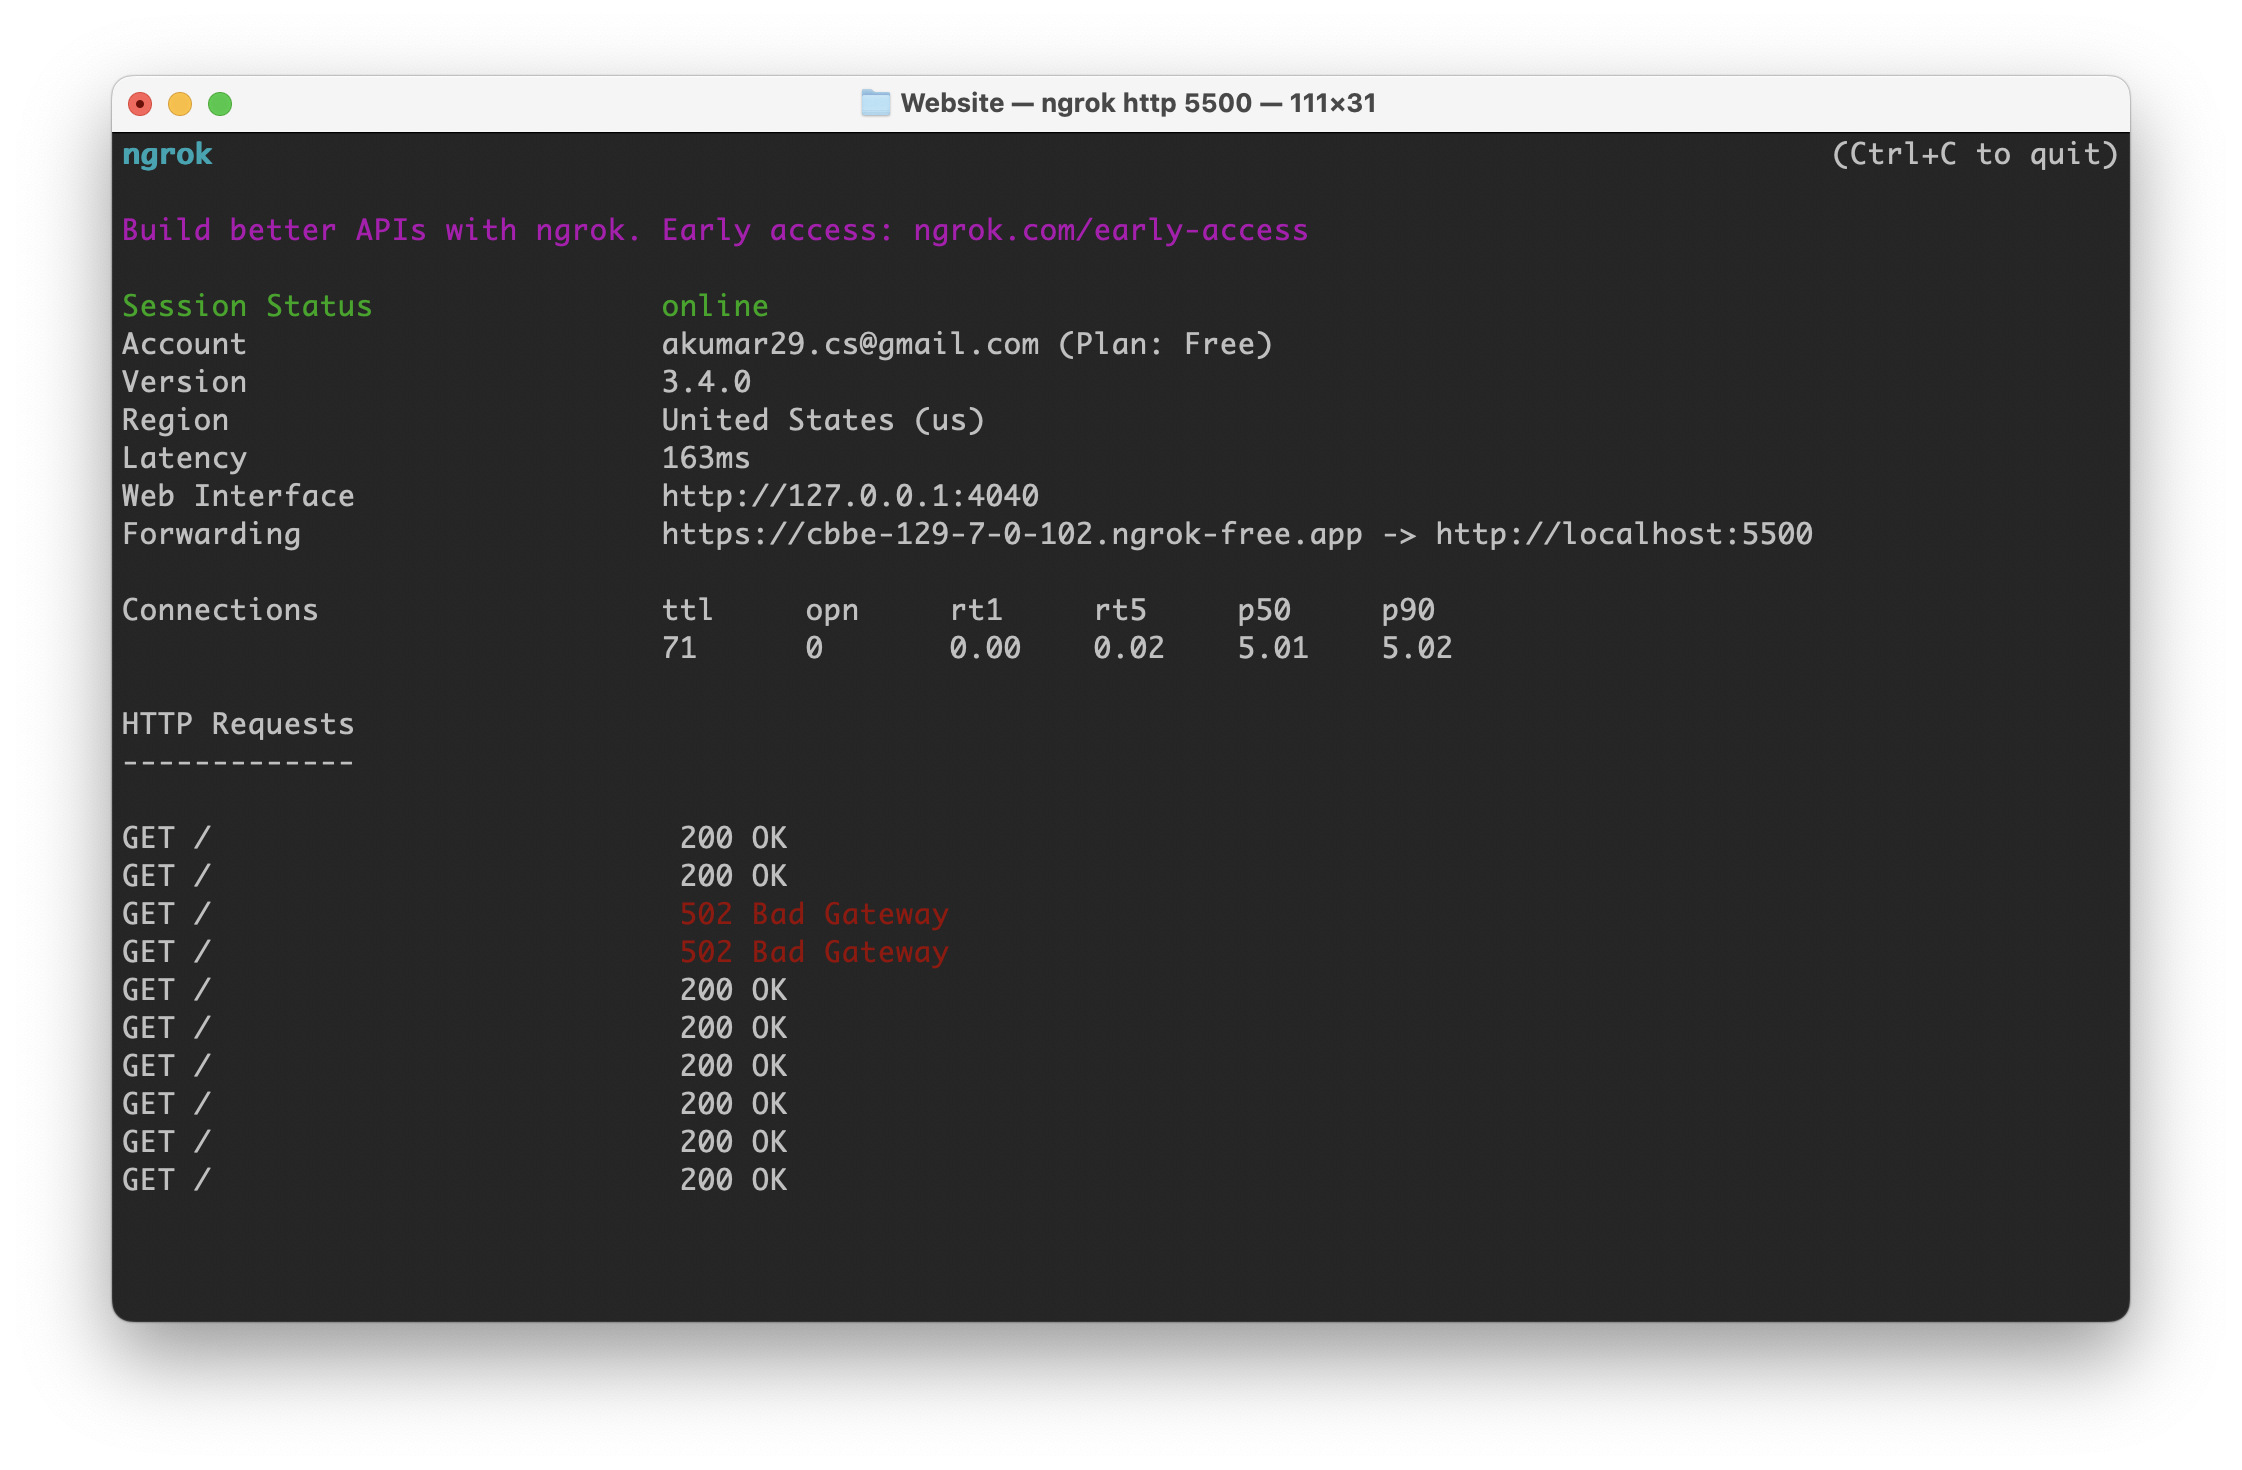 Website — ngrok http 5500 — 111×31
ngrok (Ctrl+C to quit)
Build better APIs with ngrok. Early access: ngrok.com/early-access
Session Status online
Account akumar29.cs@gmail.com (Plan: Free)
Version 3.4.0
Region United States (us)
Latency 163ms
Web Interface http://127.0.0.1:4040
Forwarding https://cbbe-129-7-0-102.ngrok-free.app -> http://localhost:5500
Connections ttl opn rt1 rt5 p50 p90
71 0 0.00 0.02 5.01 5.02
HTTP Requests
-------------
GET / 200 OK
GET / 200 OK
GET / 502 Bad Gateway
GET / 502 Bad Gateway
GET / 200 OK
GET / 200 OK
GET / 200 OK
GET / 200 OK
GET / 200 OK
GET / 200 OK